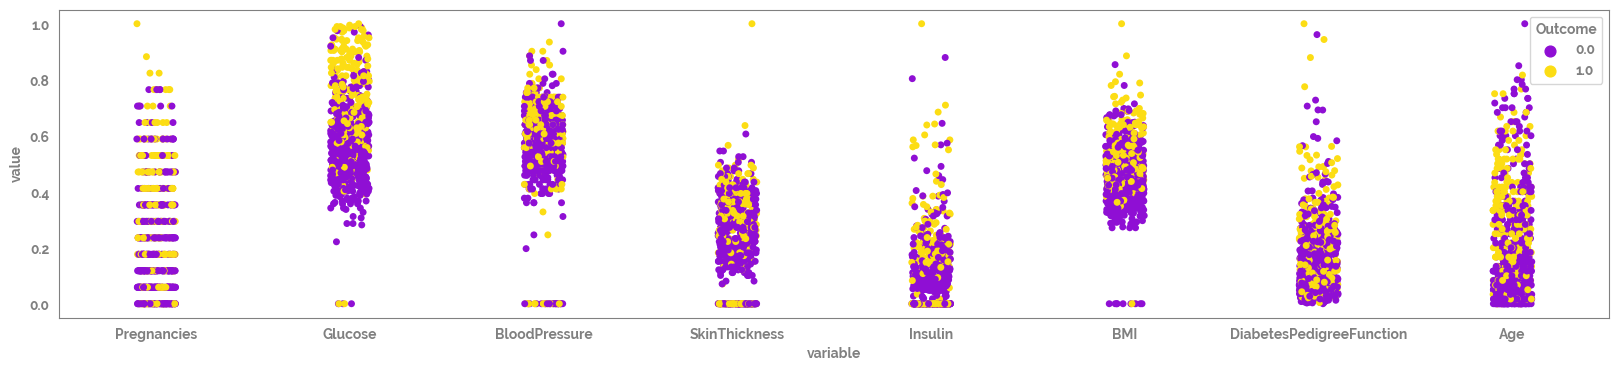 1.0
0.8
0.6
0.4
0.2
0.0
value
Outcome
0.0
1.0
Pregnancies Glucose BloodPressure SkinThickness Insulin BMI DiabetesPedigreeFunction Age
variable